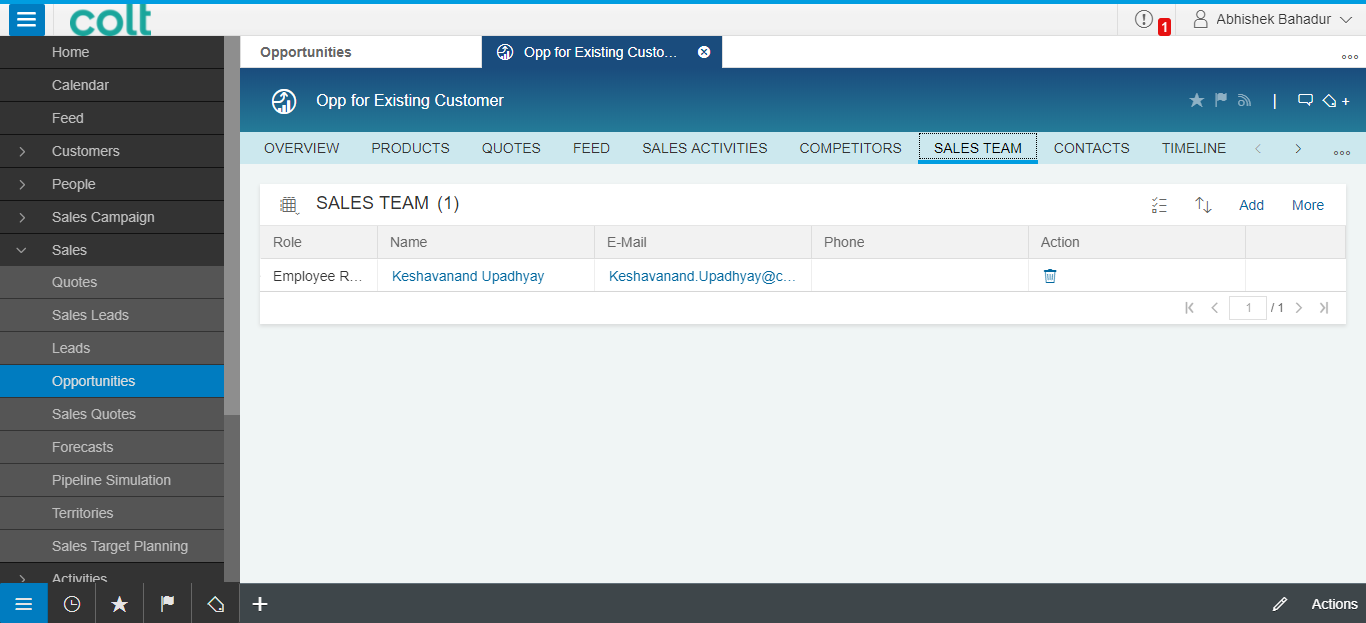 colt
1
Abhishek Bahadur
Home
Calendar
Feed
Customers
People
Sales Campaign
Sales
Quotes
Sales Leads
Leads
Opportunities
Sales Quotes
Forecasts
Pipeline Simulation
Territories
Sales Target Planning
Activities
Opportunities
Opp for Existing Custo...
Opp for Existing Customer
OVERVIEW PRODUCTS QUOTES FEED SALES ACTIVITIES COMPETITORS SALES TEAM CONTACTS TIMELINE
SALES TEAM (1)
Add More
Role Name E-Mail Phone Action
Employee R... Keshavanand Upadhyay Keshavanand.Upadhyay@c...
1 / 1
Actions